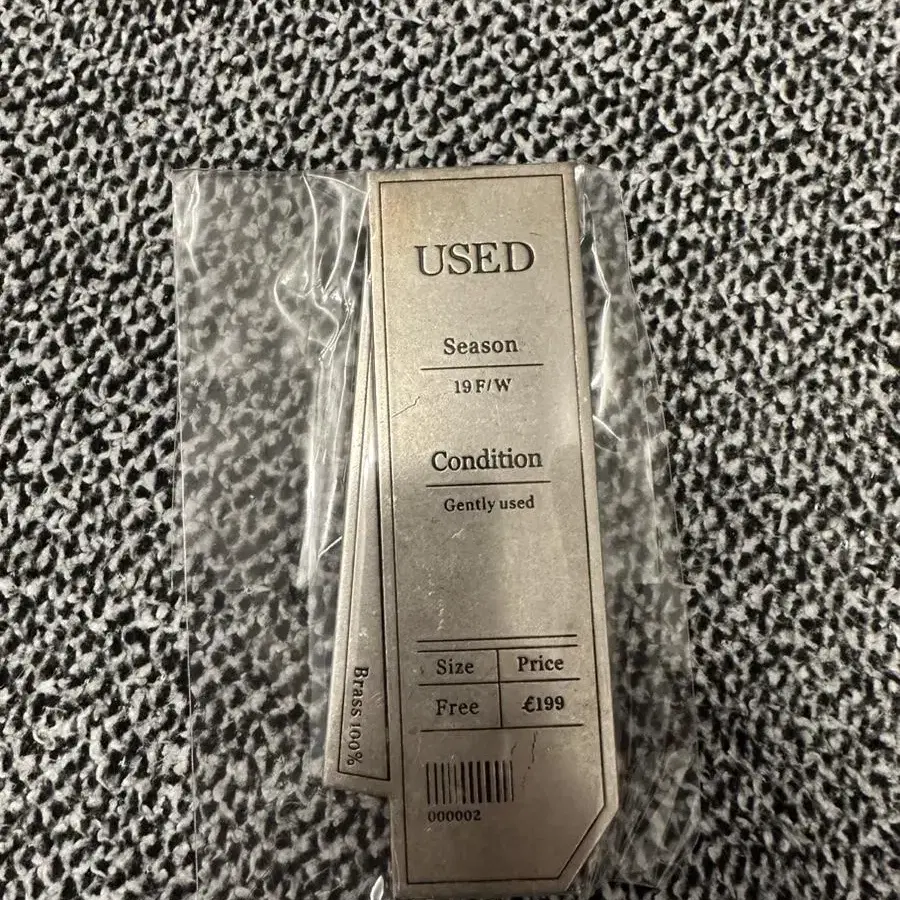 USED
Season
19 F/W
Condition
Gently used
Size Price
Free €199
000002
Brass 100%